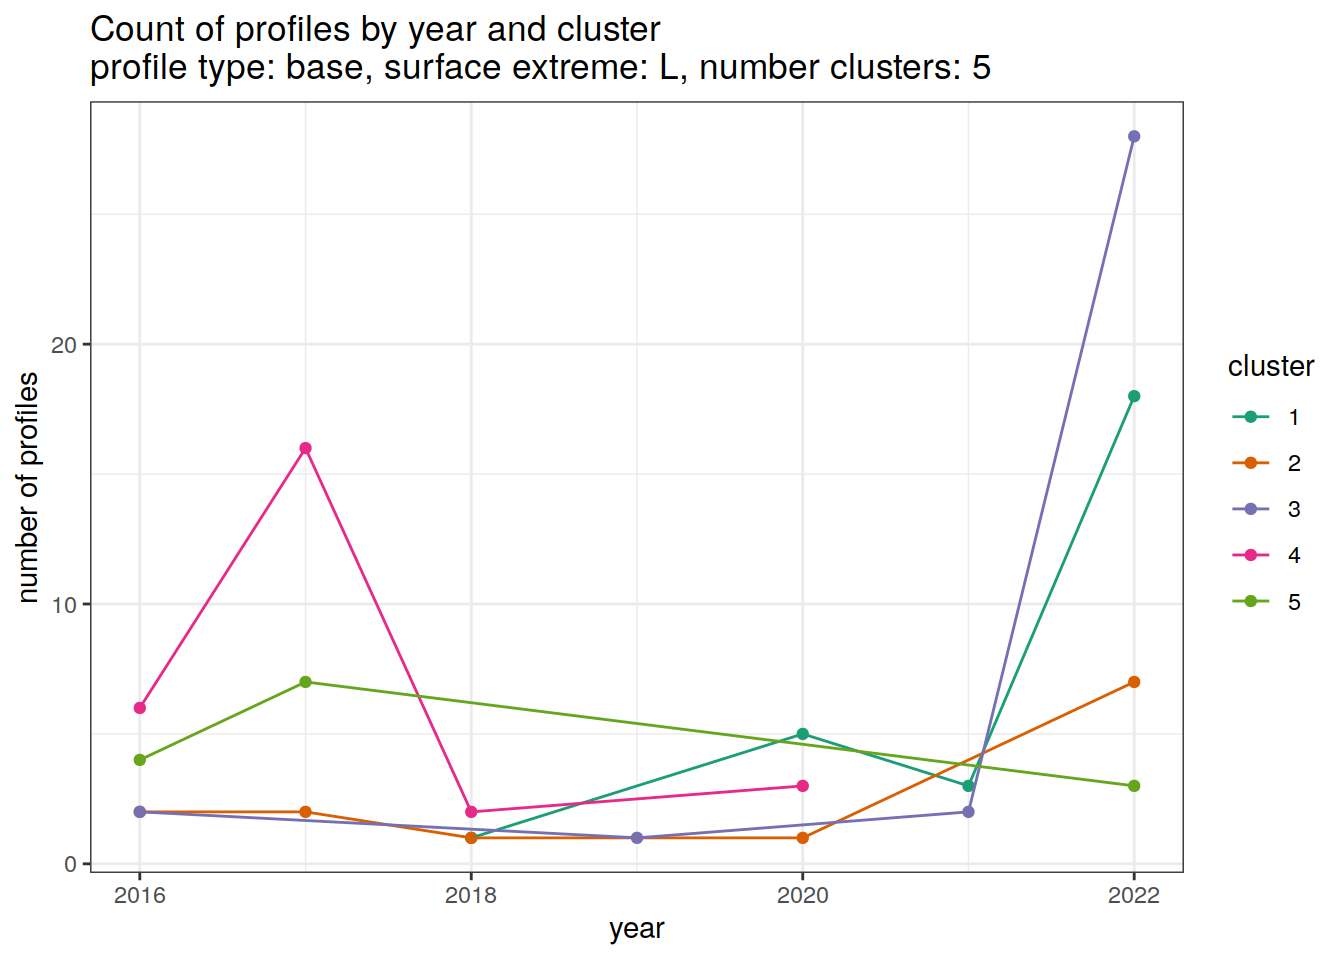 Count of profiles by year and cluster
profile type: base, surface extreme: L, number clusters: 5
number of profiles
20
10
0
2016
2018
2020
2022
year
cluster
1
2
3
4
5